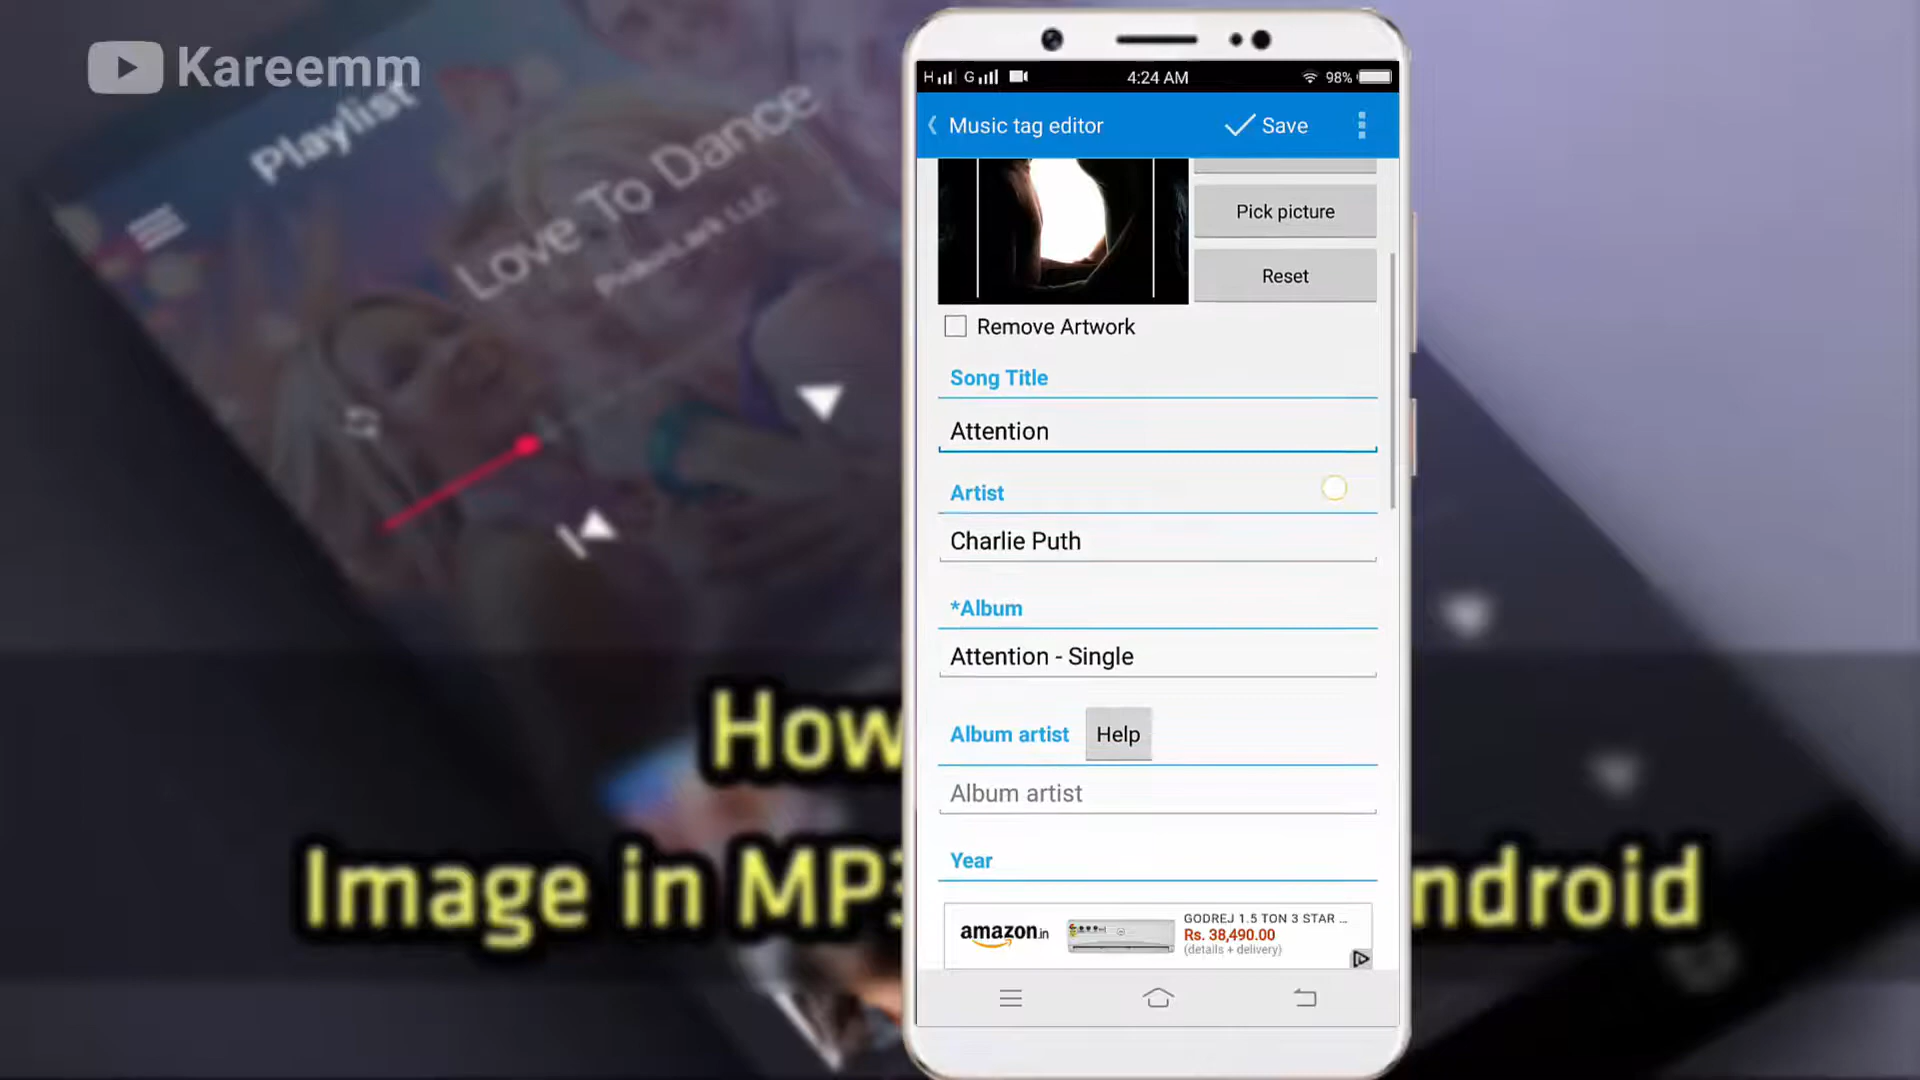 Kareemm
Playlist
Love To Dance
H G 4:24 AM 98%
Music tag editor
Save
Pick picture
Reset
Remove Artwork
Song Title
Attention
Artist
Charlie Puth
*Album
Attention - Single
Album artist
Help
Album artist
Year
How
Image in MP3
ndroid
amazon.in
GODREJ 1.5 TON 3 STAR ...
Rs. 38,490.00
(details + delivery)